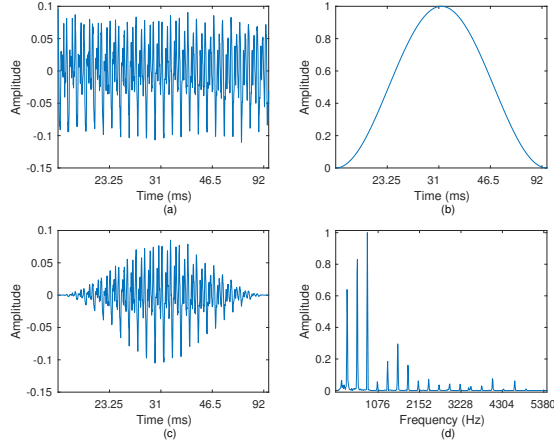 0.1
0.05
0
-0.05
-0.1
-0.15
Amplitude
23.25 31 46.5 92
Time (ms)
(a)
1
0.8
0.6
0.4
0.2
0
Amplitude
23.25 31 46.5 92
Time (ms)
(b)
0.1
0.05
0
-0.05
-0.1
-0.15
Amplitude
23.25 31 46.5 92
Time (ms)
(c)
1
0.8
0.6
0.4
0.2
0
Amplitude
1076 2152 3228 4304 5380
Frequency (Hz)
(d)